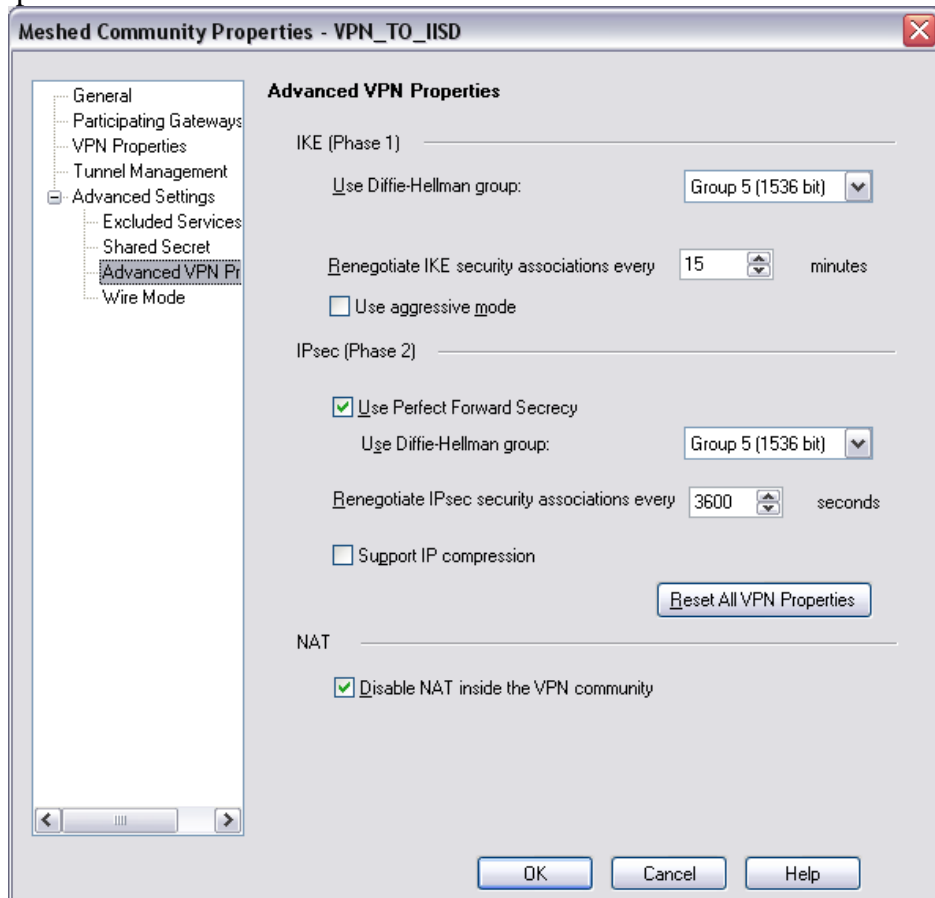 Meshed Community Properties - VPN_TO_IISD
General
Participating Gateways
VPN Properties
Tunnel Management
Advanced Settings
Excluded Services
Shared Secret
Advanced VPN Pr
Wire Mode
Advanced VPN Properties
IKE (Phase 1)
Use Diffie-Hellman group: Group 5 (1536 bit)
Renegotiate IKE security associations every 15 minutes
Use aggressive mode
IPsec (Phase 2)
Use Perfect Forward Secrecy
Use Diffie-Hellman group: Group 5 (1536 bit)
Renegotiate IPsec security associations every 3600 seconds
Support IP compression
Reset All VPN Properties
NAT
Disable NAT inside the VPN community
OK Cancel Help